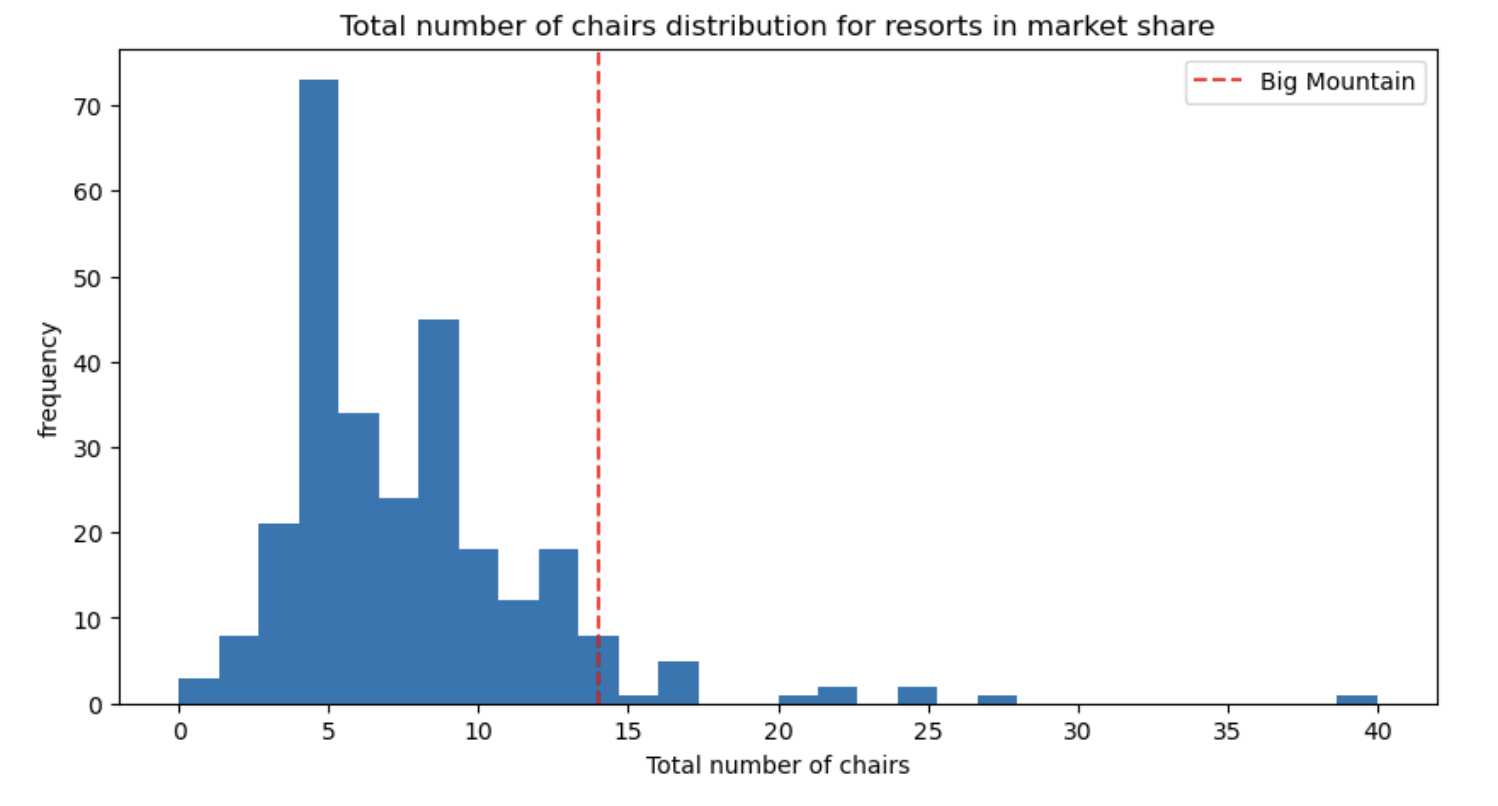 Total number of chairs distribution for resorts in market share
Big Mountain
70
60
50
40
30
20
10
0
frequency
0 5 10 15 20 25 30 35 40
Total number of chairs